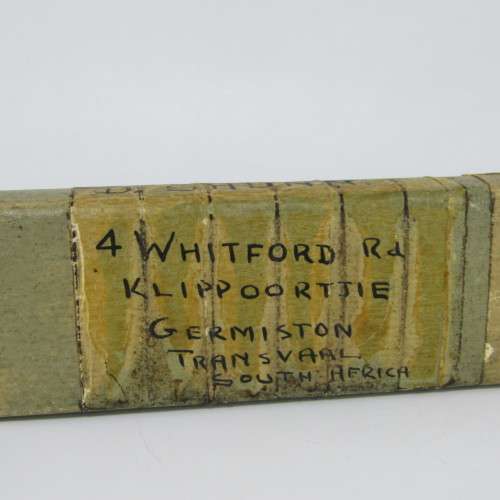 4 WHITFORD Rd
KLIPPOORTJIE
GERMISTON
TRANSVAAL
SOUTH AFRICA